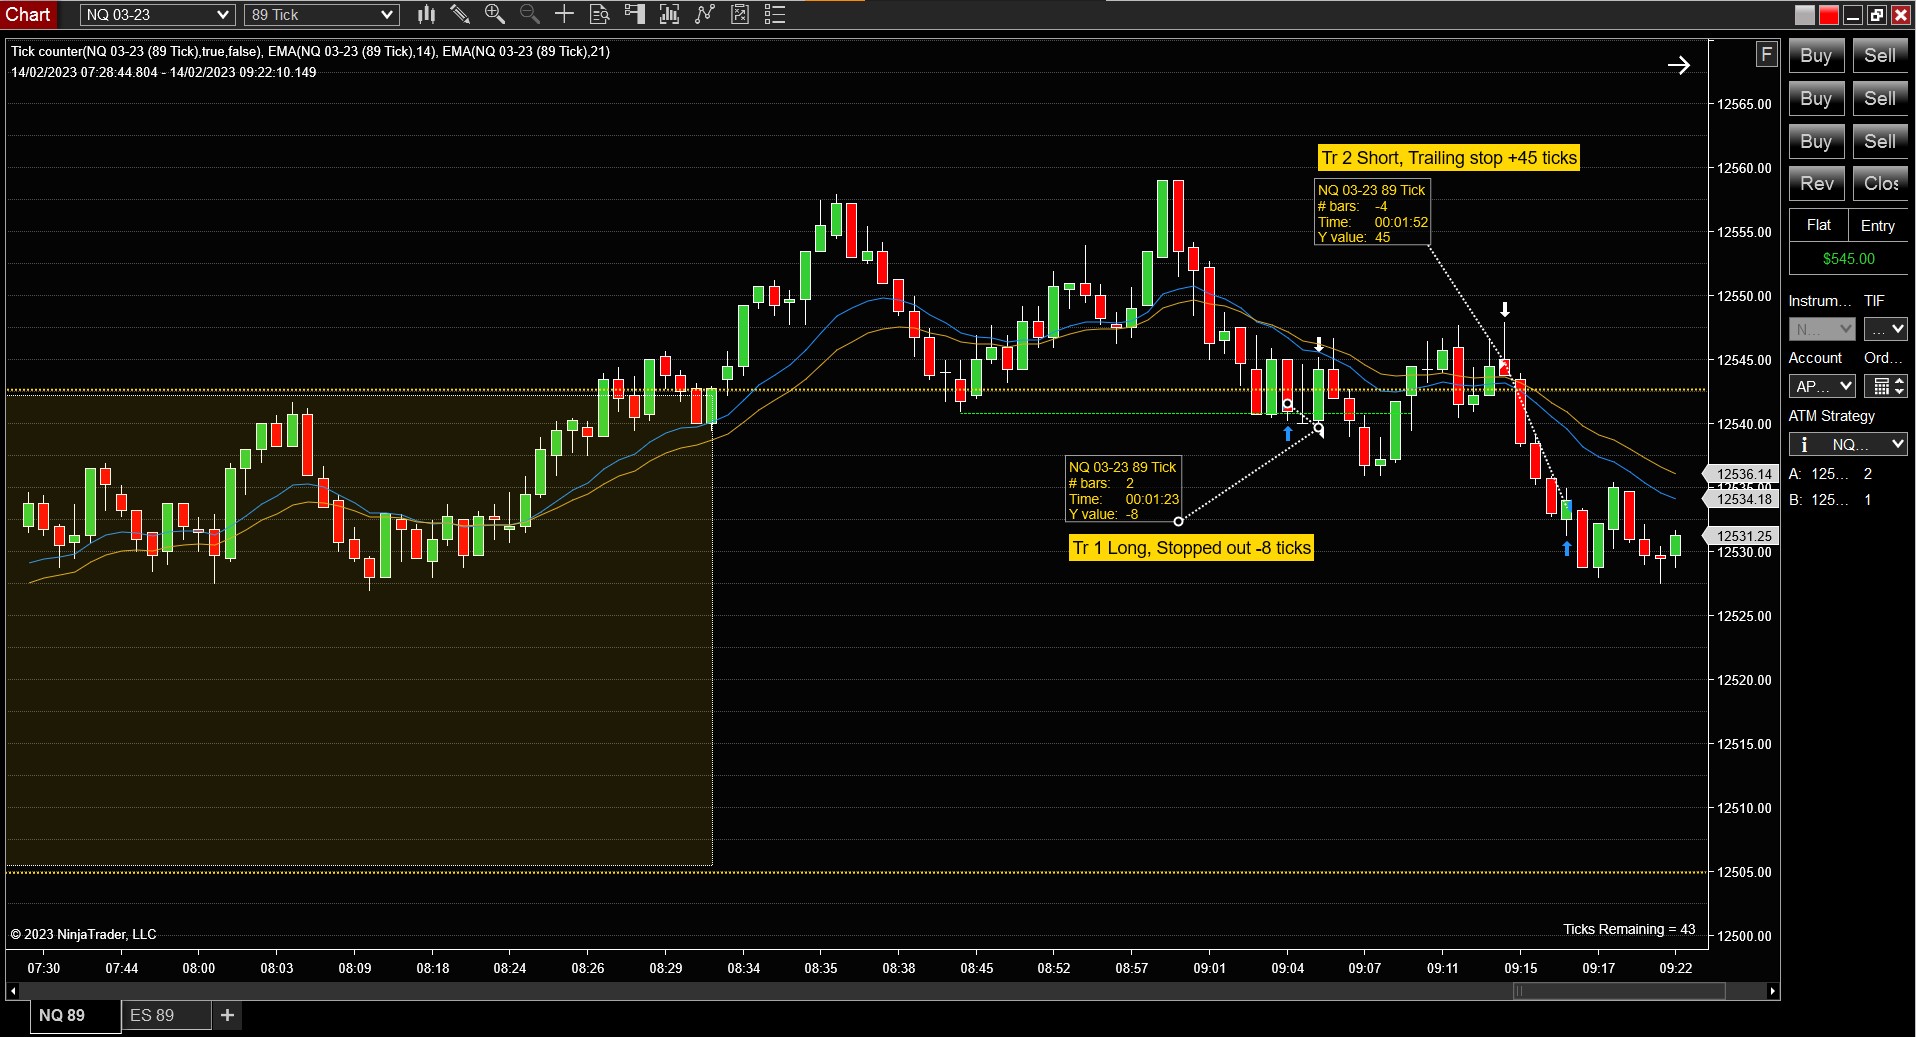 Chart
NQ 03-23
89 Tick
Tick counter(NQ 03-23 (89 Tick),true,false), EMA(NQ 03-23 (89 Tick),14), EMA(NQ 03-23 (89 Tick),21)
14/02/2023 07:28:44.804 - 14/02/2023 09:22:10.149
F
Tr 2 Short, Trailing stop +45 ticks
NQ 03-23 89 Tick
# bars: -4
Time: 00:01:52
Y value: 45
NQ 03-23 89 Tick
# bars: 2
Time: 00:01:23
Y value: -8
Tr 1 Long, Stopped out -8 ticks
12565.00
12560.00
12555.00
12550.00
12545.00
12540.00
12536.14
12535.00
12534.18
12531.25
12530.00
12525.00
12520.00
12515.00
12510.00
12505.00
12500.00
© 2023 NinjaTrader, LLC
Ticks Remaining = 43
07:30 07:44 08:00 08:03 08:09 08:18 08:24 08:26 08:29 08:34 08:35 08:38 08:45 08:52 08:57 09:01 09:04 09:07 09:11 09:15 09:17 09:22
NQ 89
ES 89
+
Buy Sell
Buy Sell
Buy Sell
Rev Clos
Flat Entry
$545.00
Instrum... TIF
N... ...
Account Ord...
AP...
ATM Strategy
i NQ...
A: 125... 2
B: 125... 1